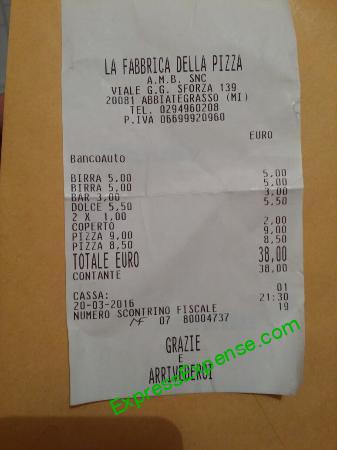 LA FABBRICA DELLA PIZZA
A.M.B. SNC
VIALE G.G. SFORZA 139
20081 ABBIATEGRASSO (MI)
TEL. 0294960208
P.IVA 06699920960
EURO
BancoAuto
BIRRA 5,00 5,00
BIRRA 5,00 5,00
BAR 3,00 3,00
DOLCE 5,50 5,50
2 X 1,00
COPERTO 2,00
PIZZA 9,00 9,00
PIZZA 8,50 8,50
TOTALE EURO 38,00
CONTANTE 38,00
CASSA: 01
20-03-2016 21:30
NUMERO SCONTRINO FISCALE 19
MF 07 80004737
GRAZIE
E
ARRIVEDERCI
ExpressExpense.com